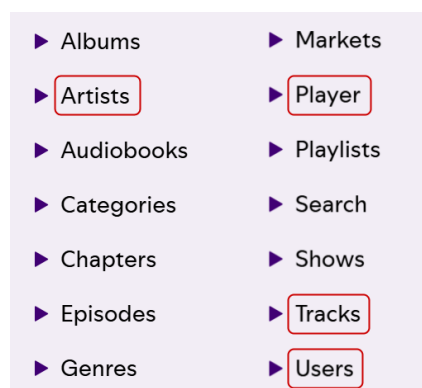 Albums
Artists
Audiobooks
Categories
Chapters
Episodes
Genres
Markets
Player
Playlists
Search
Shows
Tracks
Users